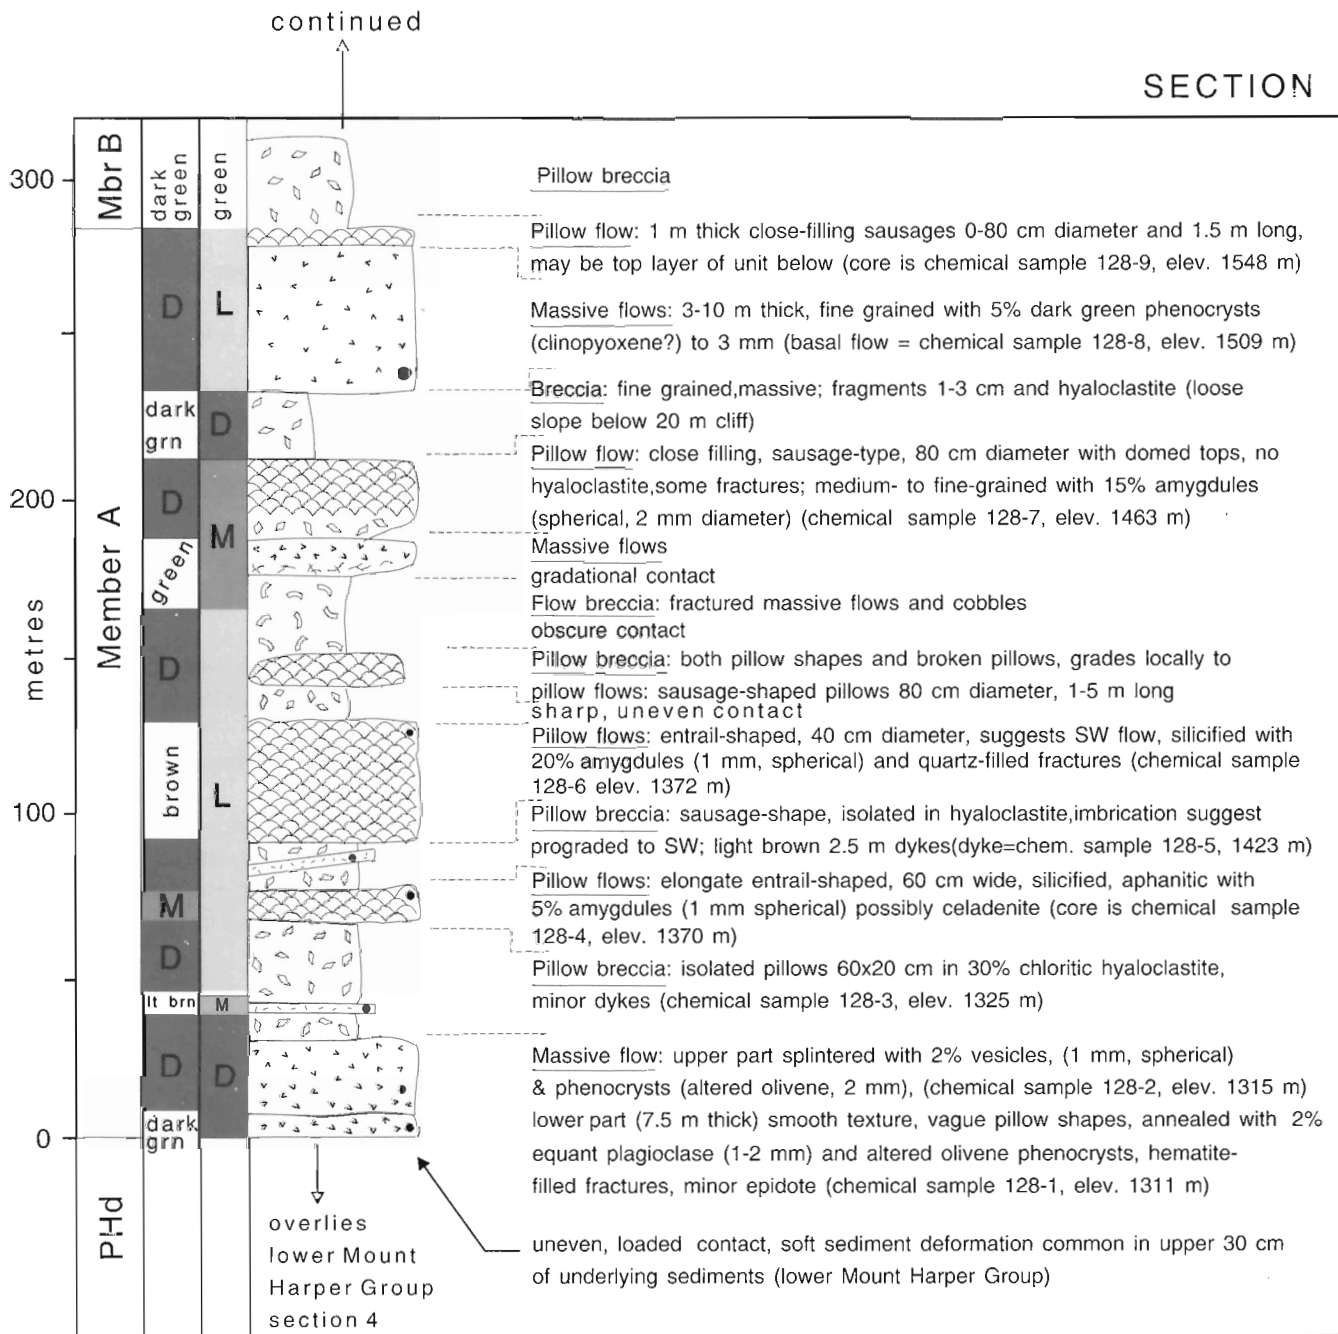 continued
SECTION
Mbr B
dark green
green
300
Pillow breccia
Pillow flow: 1 m thick close-filling sausages 0-80 cm diameter and 1.5 m long,
may be top layer of unit below (core is chemical sample 128-9, elev. 1548 m)
D
L
Massive flows: 3-10 m thick, fine grained with 5% dark green phenocrysts
(clinopyoxene?) to 3 mm (basal flow = chemical sample 128-8, elev. 1509 m)
dark
grn
D
Breccia: fine grained,massive; fragments 1-3 cm and hyaloclastite (loose
slope below 20 m cliff)
200
D
M
Pillow flow: close filling, sausage-type, 80 cm diameter with domed tops, no
hyaloclastite,some fractures; medium- to fine-grained with 15% amygdules
(spherical, 2 mm diameter) (chemical sample 128-7, elev. 1463 m)
metres
Member A
green
Massive flows
gradational contact
Flow breccia: fractured massive flows and cobbles
obscure contact
D
Pillow breccia: both pillow shapes and broken pillows, grades locally to
pillow flows: sausage-shaped pillows 80 cm diameter, 1-5 m long
sharp, uneven contact
brown
L
Pillow flows: entrail-shaped, 40 cm diameter, suggests SW flow, silicified with
20% amygdules (1 mm, spherical) and quartz-filled fractures (chemical sample
128-6 elev. 1372 m)
100
Pillow breccia: sausage-shape, isolated in hyaloclastite,imbrication suggest
prograded to SW; light brown 2.5 m dykes(dyke=chem. sample 128-5, 1423 m)
M
Pillow flows: elongate entrail-shaped, 60 cm wide, silicified, aphanitic with
5% amygdules (1 mm spherical) possibly celadenite (core is chemical sample
128-4, elev. 1370 m)
D
Pillow breccia: isolated pillows 60x20 cm in 30% chloritic hyaloclastite,
minor dykes (chemical sample 128-3, elev. 1325 m)
lt brn
M
D
D
Massive flow: upper part splintered with 2% vesicles, (1 mm, spherical)
& phenocrysts (altered olivene, 2 mm), (chemical sample 128-2, elev. 1315 m)
lower part (7.5 m thick) smooth texture, vague pillow shapes, annealed with 2%
equant plagioclase (1-2 mm) and altered olivene phenocrysts, hematite-
filled fractures, minor epidote (chemical sample 128-1, elev. 1311 m)
dark
grn
0
PHd
overlies
lower Mount
Harper Group
section 4
uneven, loaded contact, soft sediment deformation common in upper 30 cm
of underlying sediments (lower Mount Harper Group)